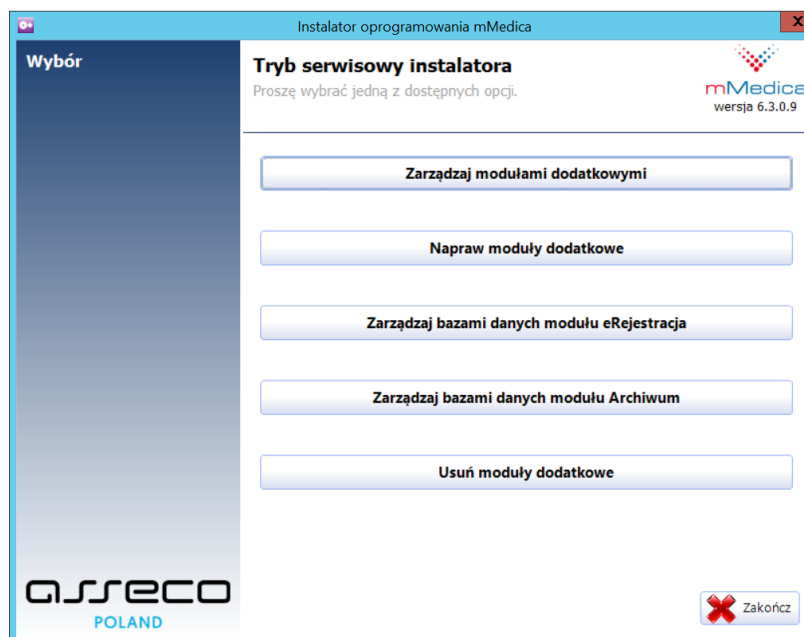 Instalator oprogramowania mMedica
X
Wybór
Tryb serwisowy instalatora
Proszę wybrać jedną z dostępnych opcji.
mMedica
wersja 6.3.0.9
Zarządzaj modułami dodatkowymi
Napraw moduły dodatkowe
Zarządzaj bazami danych modułu eRejestracja
Zarządzaj bazami danych modułu Archiwum
Usuń moduły dodatkowe
asseco
POLAND
Zakończ